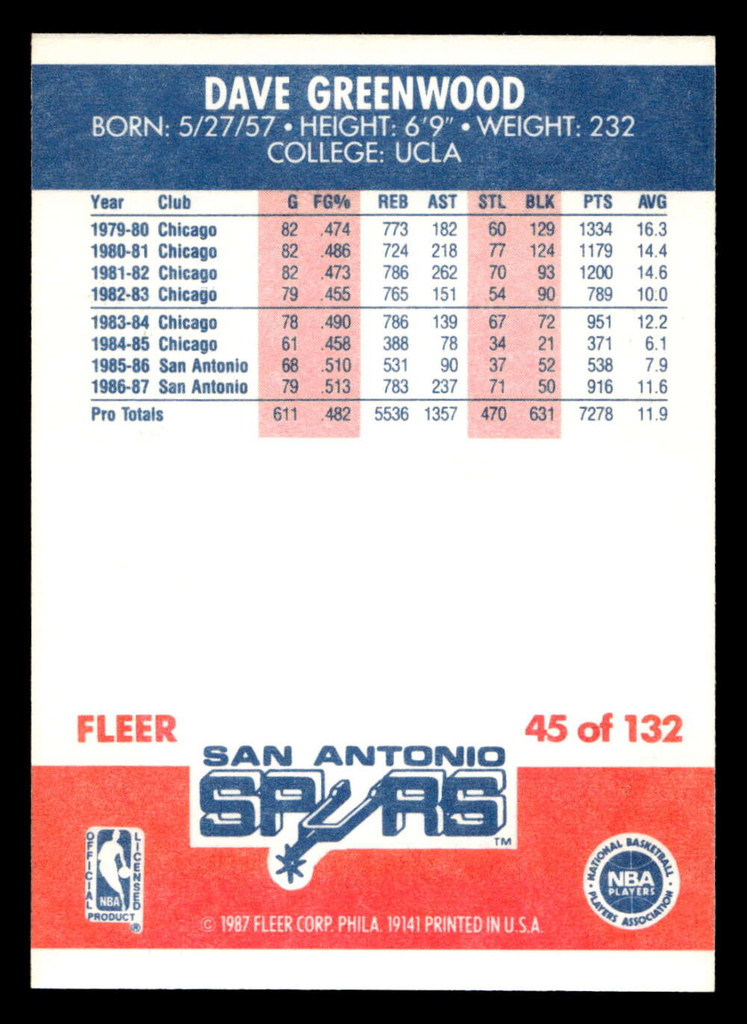 DAVE GREENWOOD
BORN: 5/27/57 • HEIGHT: 6'9" • WEIGHT: 232
COLLEGE: UCLA
Year Club G FG% REB AST STL BLK PTS AVG
1979-80 Chicago 82 .474 773 182 60 129 1334 16.3
1980-81 Chicago 82 .486 724 218 77 124 1179 14.4
1981-82 Chicago 82 .473 786 262 70 93 1200 14.6
1982-83 Chicago 79 .455 765 151 54 90 789 10.0
1983-84 Chicago 78 .490 786 139 67 72 951 12.2
1984-85 Chicago 61 .458 388 78 34 21 371 6.1
1985-86 San Antonio 68 .510 531 90 37 52 538 7.9
1986-87 San Antonio 79 .513 783 237 71 50 916 11.6
Pro Totals 611 .482 5536 1357 470 631 7278 11.9
FLEER 45 of 132
SAN ANTONIO
SPURS TM
OFFICIAL LICENSED
NBA
PRODUCT ®
NATIONAL BASKETBALL
NBA
PLAYERS
PLAYERS ASSOCIATION
© 1987 FLEER CORP. PHILA. 19141 PRINTED IN U.S.A.